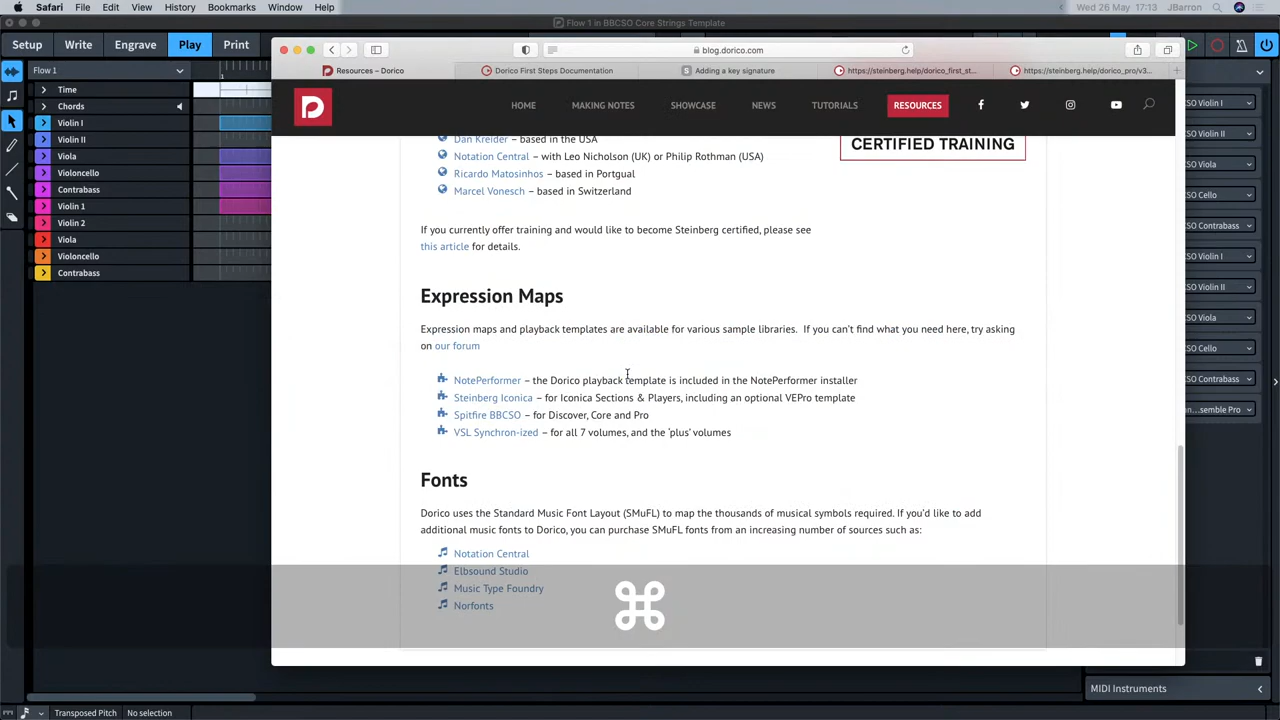 Safari File Edit View History Bookmarks Window Help
Wed 26 May 17:13 JBarron
Flow 1 in BBCSO Core Strings Template
Setup Write Engrave Play Print
blog.dorico.com
Resources – Dorico
Dorico First Steps Documentation
Adding a key signature
https://steinberg.help/dorico_first_st...
https://steinberg.help/dorico_pro/v3...
Flow 1
1
Time
Chords
Violin I
Violin II
Viola
Violoncello
Contrabass
Violin 1
Violin 2
Viola
Violoncello
Contrabass
HOME MAKING NOTES SHOWCASE NEWS TUTORIALS RESOURCES
Dan Kreider – based in the USA
Notation Central – with Leo Nicholson (UK) or Philip Rothman (USA)
Ricardo Matosinhos – based in Portgual
Marcel Vonesch – based in Switzerland
CERTIFIED TRAINING
If you currently offer training and would like to become Steinberg certified, please see
this article for details.
Expression Maps
Expression maps and playback templates are available for various sample libraries. If you can't find what you need here, try asking
on our forum
NotePerformer – the Dorico playback template is included in the NotePerformer installer
Steinberg Iconica – for Iconica Sections & Players, including an optional VEPro template
Spitfire BBCSO – for Discover, Core and Pro
VSL Synchron-ized – for all 7 volumes, and the 'plus' volumes
Fonts
Dorico uses the Standard Music Font Layout (SMuFL) to map the thousands of musical symbols required. If you'd like to add
additional music fonts to Dorico, you can purchase SMuFL fonts from an increasing number of sources such as:
Notation Central
Elbsound Studio
Music Type Foundry
Norfonts
CSO Violin I
CSO Violin II
CSO Viola
CSO Cello
SO Contrabass
CSO Violin I
CSO Violin II
CSO Viola
CSO Cello
SO Contrabass
n...semble Pro
MIDI Instruments
Transposed Pitch No selection